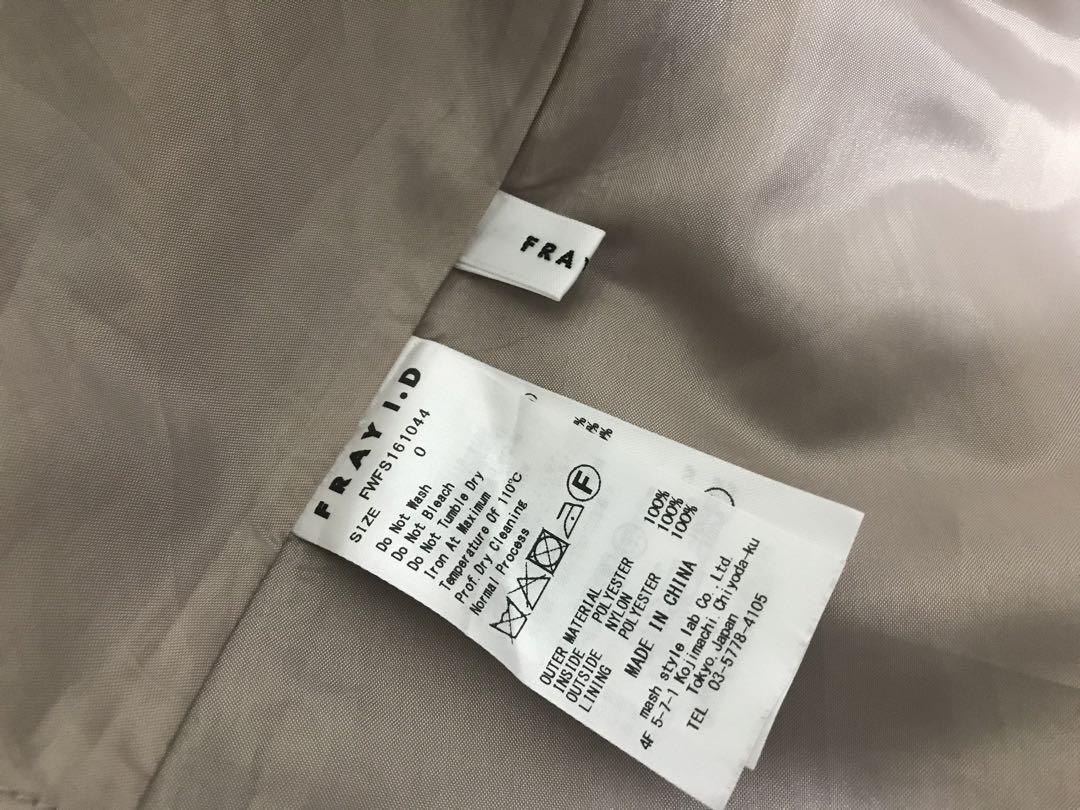 FRAY
FRAY I.D
FWFS161044
SIZE 0
Do Not Wash
Do Not Bleach
Do Not Tumble Dry
Iron At Maximum
Temperature Of 110℃
Prof.Dry Cleaning
Normal Process
F
OUTER MATERIAL
INSIDE POLYESTER 100%
OUTSIDE NYLON 100%
LINING POLYESTER 100%
MADE IN CHINA
mash style lab Co.,Ltd.
4F 5-7-1 Kojimachi Chiyoda-ku
Tokyo.Japan
TEL 03-5778-4105